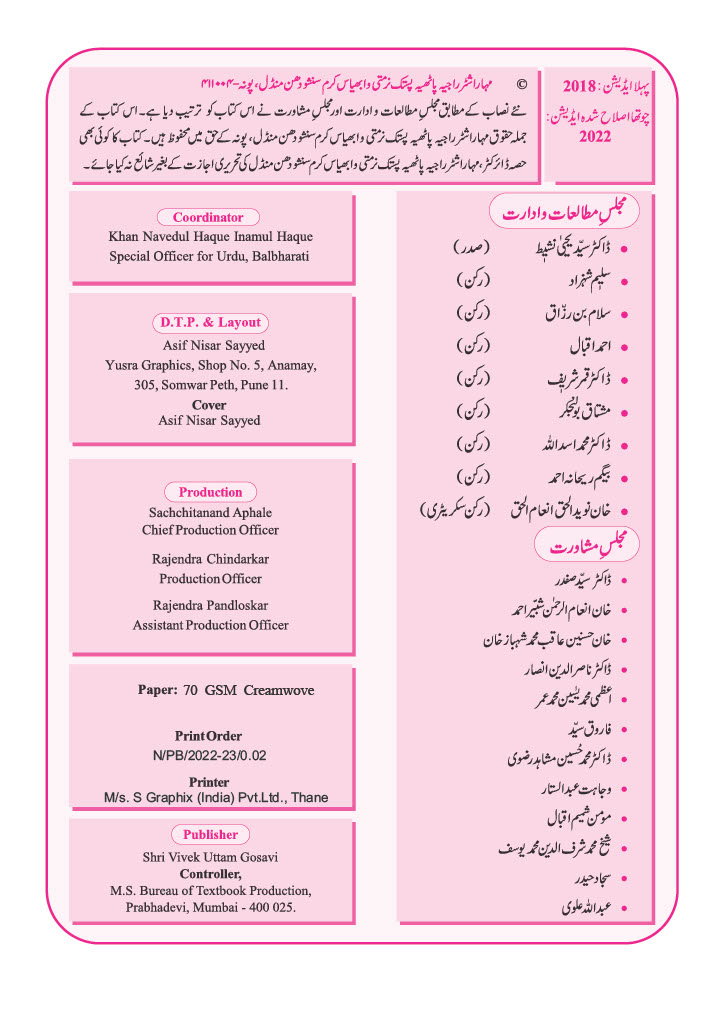 پہلا ایڈیشن : 2018
چوتھا اصلاح شدہ ایڈیشن :
2022
© مہاراشٹر راجیہ پاٹھیہ پستک نرمتی و ابھیاس کرم سنشودھن منڈل، پونہ - ۴۱۱۰۰۴
نئے نصاب کے مطابق مجلسِ مطالعات و ادارت اور مجلسِ مشاورت نے اس کتاب کو ترتیب دیا ہے۔ اس کتاب کے
جملہ حقوق مہاراشٹر راجیہ پاٹھیہ پستک نرمتی و ابھیاس کرم سنشودھن منڈل، پونہ کے حق میں محفوظ ہیں۔ کتاب کا کوئی بھی
حصہ ڈائرکٹر، مہاراشٹر راجیہ پاٹھیہ پستک نرمتی و ابھیاس کرم سنشودھن منڈل کی تحریری اجازت کے بغیر شائع نہ کیا جائے۔
مجلسِ مطالعات و ادارت
• ڈاکٹر سیّد یحییٰ نشیط (صدر)
• سلیم شہزاد (رکن)
• سلام بن رزّاق (رکن)
• احمد اقبال (رکن)
• ڈاکٹر قمر شریف (رکن)
• مشتاق بولنجکر (رکن)
• ڈاکٹر محمد اسد اللہ (رکن)
• بیگم ریحانہ احمد (رکن)
• خان نوید الحق انعام الحق (رکن سکریٹری)
مجلسِ مشاورت
• ڈاکٹر سیّد صفدر
• خان انعام الرحمٰن شبّیر احمد
• خان حسنین عاقب محمد شہباز خان
• ڈاکٹر ناصر الدین انصار
• اعظمی محمد یٰسین محمد عمر
• فاروق سیّد
• ڈاکٹر محمد حُسین مشاہد رضوی
• وجاہت عبد الستار
• مومن شمیم اقبال
• شیخ محمد شرف الدین محمد یوسف
• سجاد حیدر
• عبد اللہ علوی
Coordinator
Khan Navedul Haque Inamul Haque
Special Officer for Urdu, Balbharati
D.T.P. & Layout
Asif Nisar Sayyed
Yusra Graphics, Shop No. 5, Anamay,
305, Somwar Peth, Pune 11.
Cover
Asif Nisar Sayyed
Production
Sachchitanand Aphale
Chief Production Officer
Rajendra Chindarkar
Production Officer
Rajendra Pandloskar
Assistant Production Officer
Paper: 70 GSM Creamwove
Print Order
N/PB/2022-23/0.02
Printer
M/s. S Graphix (India) Pvt.Ltd., Thane
Publisher
Shri Vivek Uttam Gosavi
Controller,
M.S. Bureau of Textbook Production,
Prabhadevi, Mumbai - 400 025.